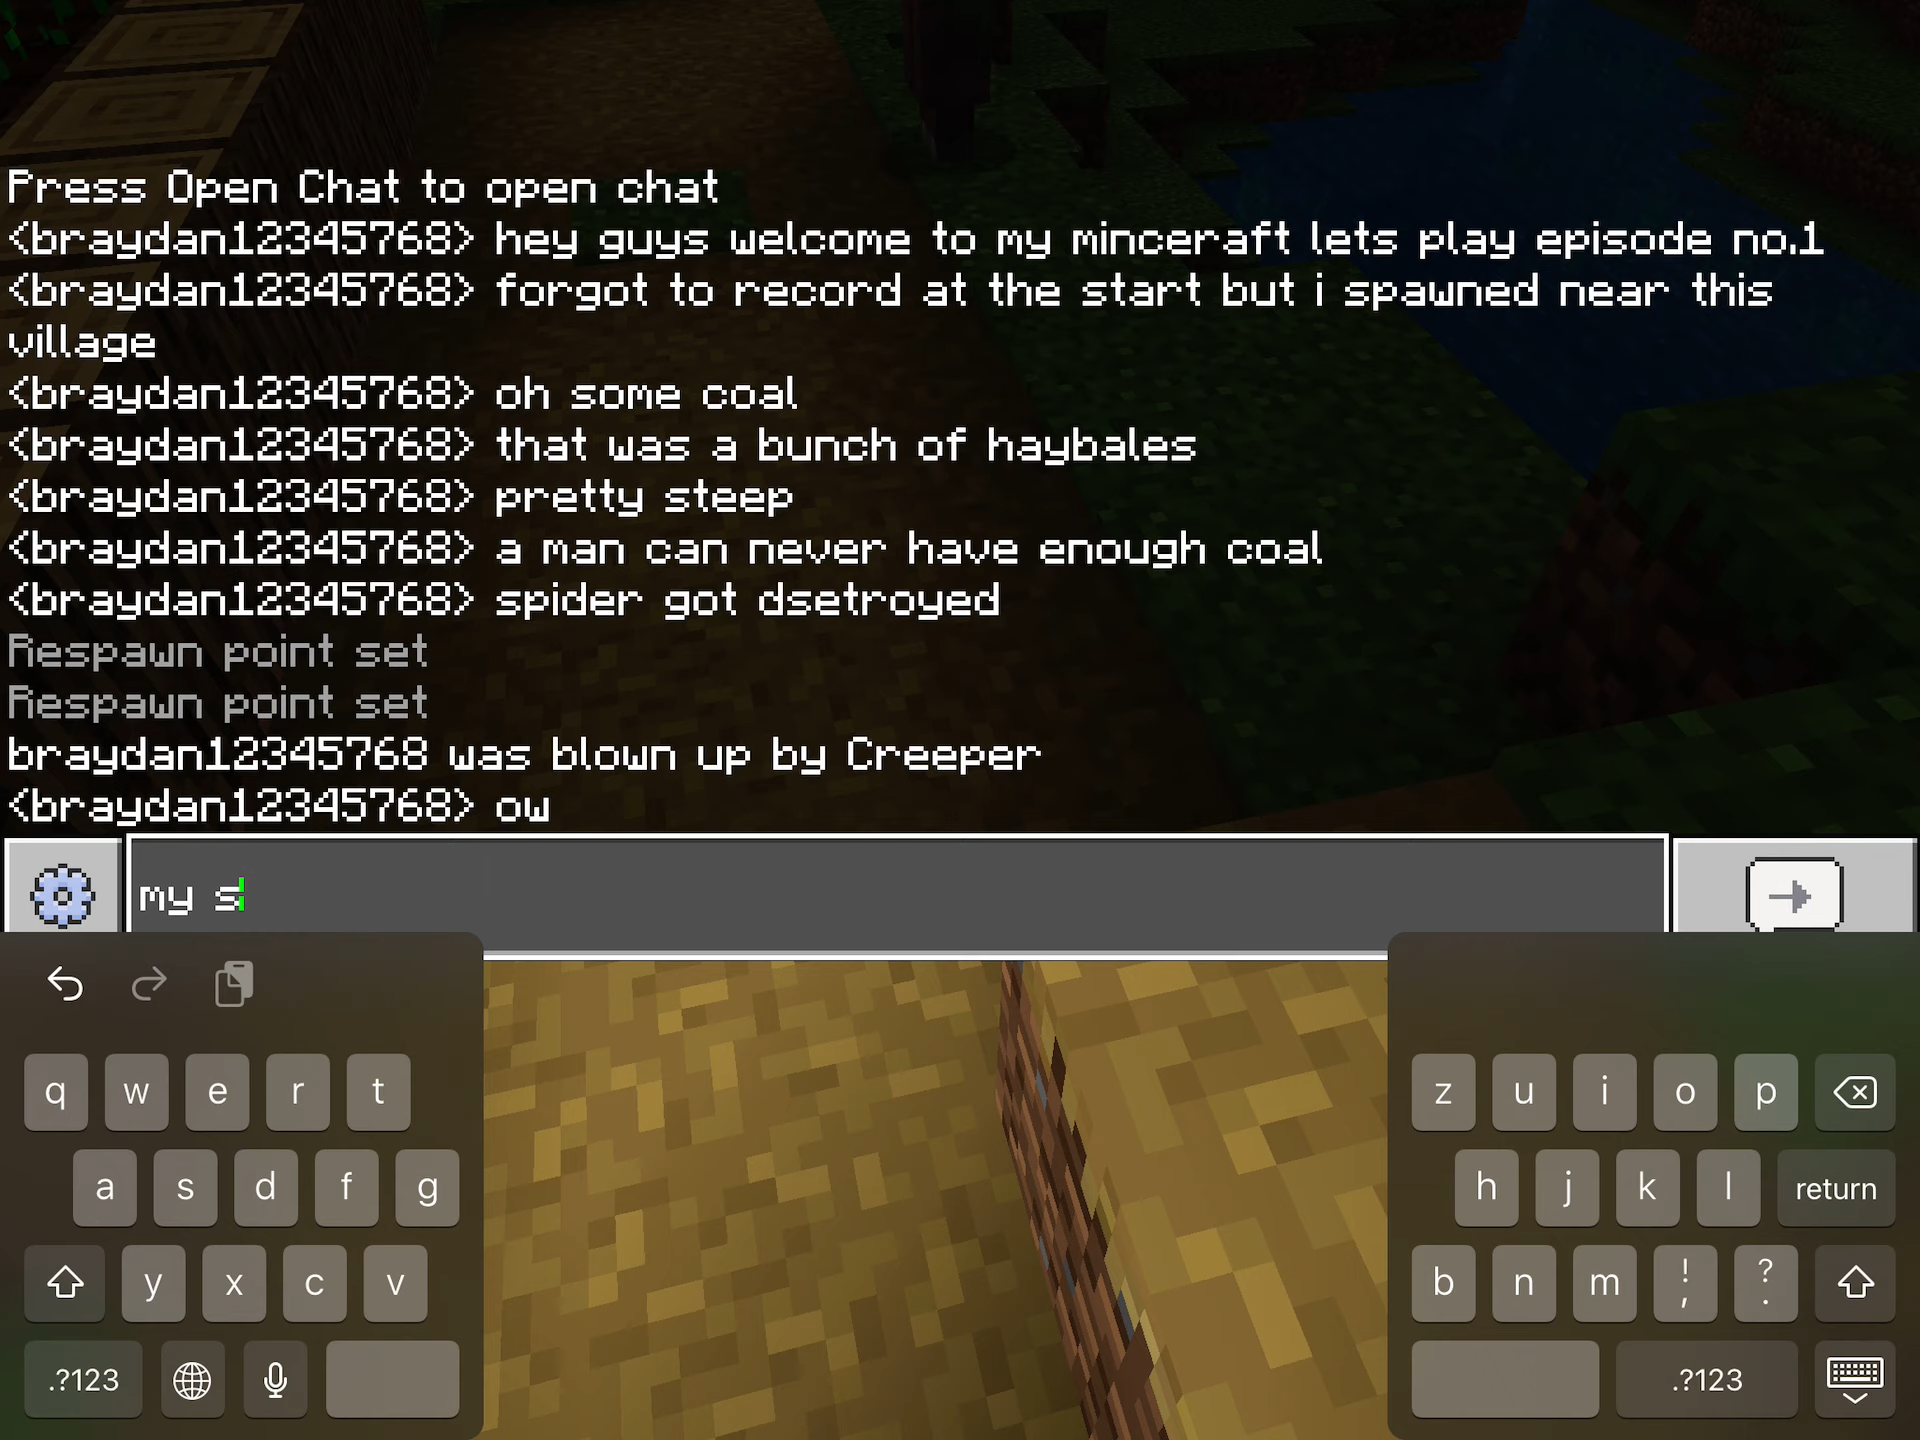 Press Open Chat to open chat
<braydan12345768> hey guys welcome to my minceraft lets play episode no.1
<braydan12345768> forgot to record at the start but i spawned near this
village
<braydan12345768> oh some coal
<braydan12345768> that was a bunch of haybales
<braydan12345768> pretty steep
<braydan12345768> a man can never have enough coal
<braydan12345768> spider got dsetroyed
Respawn point set
Respawn point set
braydan12345768 was blown up by Creeper
<braydan12345768> ow
my s
q w e r t z u i o p
a s d f g h j k l return
y x c v b n m ! , ? .
.?123 .?123